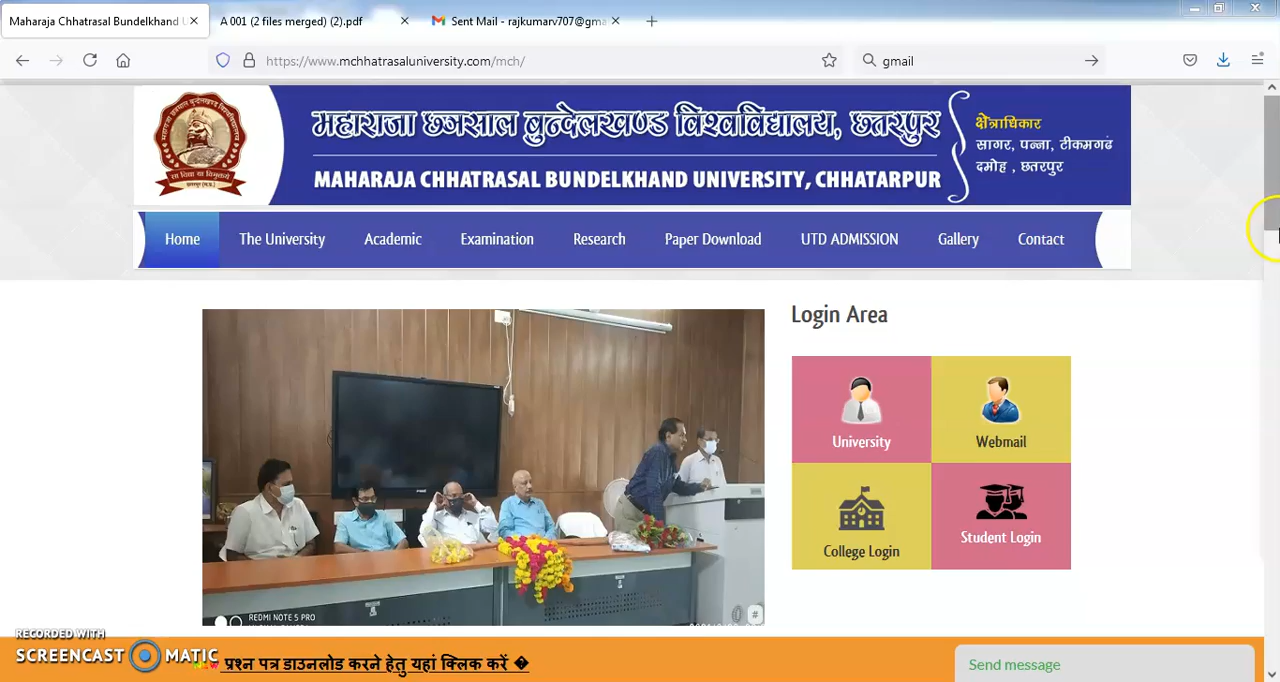 Maharaja Chhatrasal Bundelkhand U
A 001 (2 files merged) (2).pdf
Sent Mail - rajkumarv707@gma
https://www.mchhatrasaluniversity.com/mch/
gmail
महाराजा छत्रसाल बुन्देलखण्ड विश्वविद्यालय, छतरपुर
MAHARAJA CHHATRASAL BUNDELKHAND UNIVERSITY, CHHATARPUR
क्षेत्राधिकार
सागर, पन्ना, टीकमगढ
दमोह , छतरपुर
Home
The University
Academic
Examination
Research
Paper Download
UTD ADMISSION
Gallery
Contact
Login Area
University
Webmail
College Login
Student Login
REDMI NOTE 5 PRO
RECORDED WITH
SCREENCAST MATIC
प्रश्न पत्र डाउनलोड करने हेतु यहां क्लिक करें �
Send message